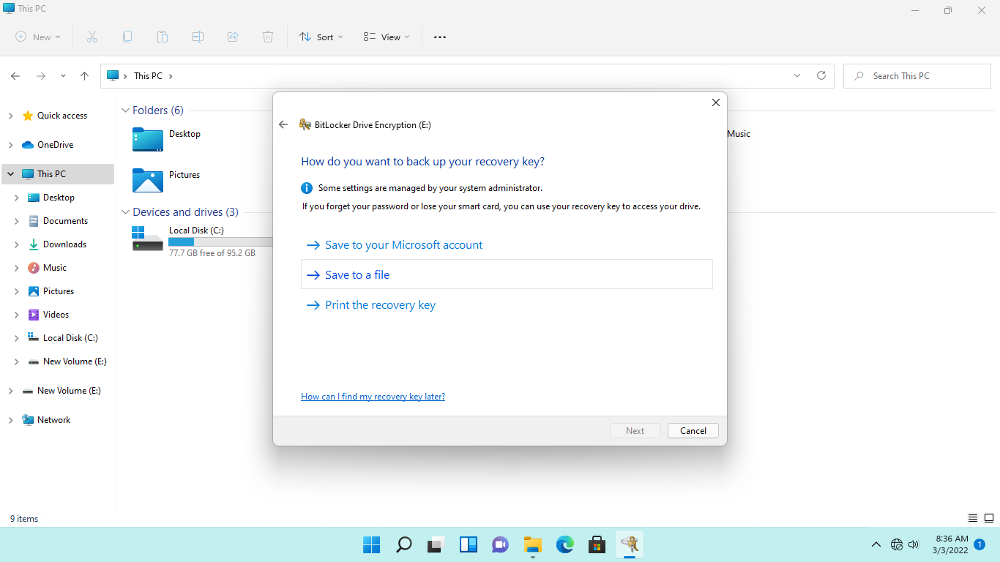 This PC
New
Sort
View
This PC
Search This PC
Quick access
OneDrive
This PC
Desktop
Documents
Downloads
Music
Pictures
Videos
Local Disk (C:)
New Volume (E:)
New Volume (E:)
Network
Folders (6)
Desktop
Music
Pictures
Devices and drives (3)
Local Disk (C:)
77.7 GB free of 95.2 GB
BitLocker Drive Encryption (E:)
How do you want to back up your recovery key?
Some settings are managed by your system administrator.
If you forget your password or lose your smart card, you can use your recovery key to access your drive.
Save to your Microsoft account
Save to a file
Print the recovery key
How can I find my recovery key later?
Next
Cancel
9 items
8:36 AM
3/3/2022
1